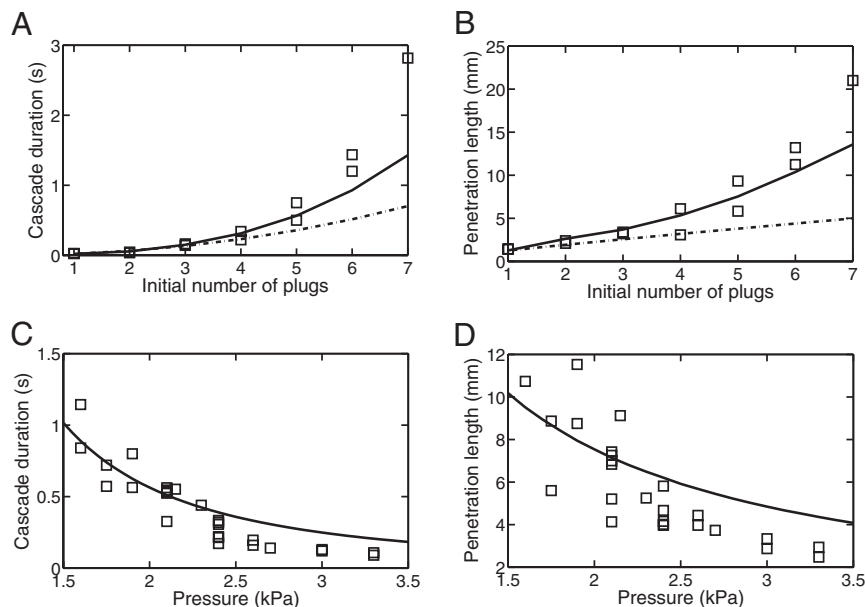 A
Cascade duration (s)
3
2
1
0
1 2 3 4 5 6 7
Initial number of plugs
B
Penetration length (mm)
25
20
15
10
5
0
1 2 3 4 5 6 7
Initial number of plugs
C
Cascade duration (s)
1.5
1
0.5
0
1.5 2 2.5 3 3.5
Pressure (kPa)
D
Penetration length (mm)
12
10
8
6
4
2
1.5 2 2.5 3 3.5
Pressure (kPa)